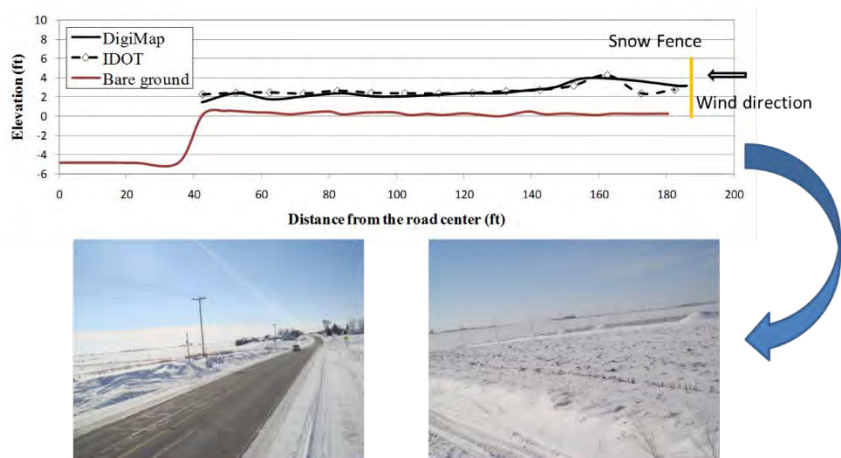 10
8
6
4
2
0
-2
-4
-6
Elevation (ft)
DigiMap
IDOT
Bare ground
Snow Fence
Wind direction
0 20 40 60 80 100 120 140 160 180 200
Distance from the road center (ft)